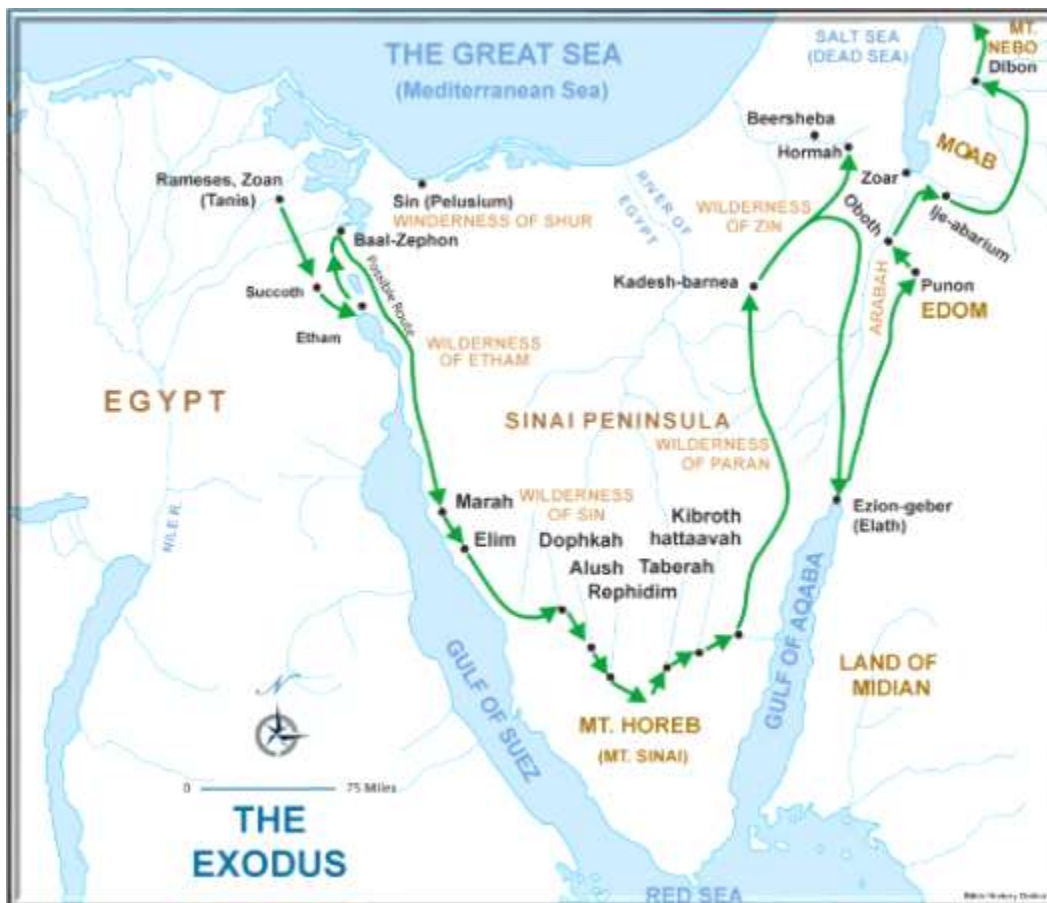 THE GREAT SEA
(Mediterranean Sea)
SALT SEA
(DEAD SEA)
MT.
NEBO
Dibon
Beersheba
Hormah
MOAB
Zoar
Rameses, Zoan
(Tanis)
Sin (Pelusium)
WINDERNESS OF SHUR
RIVER OF
EGYPT
WILDERNESS
OF ZIN
Oboth
Ije-abarium
Baal-Zephon
Possible Route
Succoth
Etham
WILDERNESS
OF ETHAM
Kadesh-barnea
ARABAH
Punon
EDOM
EGYPT
SINAI PENINSULA
WILDERNESS
OF PARAN
NILE R.
Marah
Elim
WILDERNESS
OF SIN
Dophkah
Alush
Rephidim
Kibroth
hattaavah
Taberah
Ezion-geber
(Elath)
GULF OF SUEZ
GULF OF AQABA
LAND OF
MIDIAN
MT. HOREB
(MT. SINAI)
N
0 75 Miles
THE
EXODUS
RED SEA